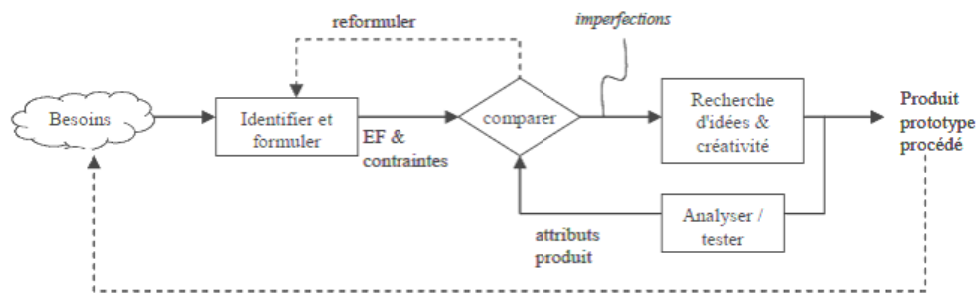 reformuler
imperfections
Besoins
Identifier et
formuler
EF &
contraintes
comparer
Recherche
d'idées &
créativité
Produit
prototype
procédé
attributs
produit
Analyser /
tester